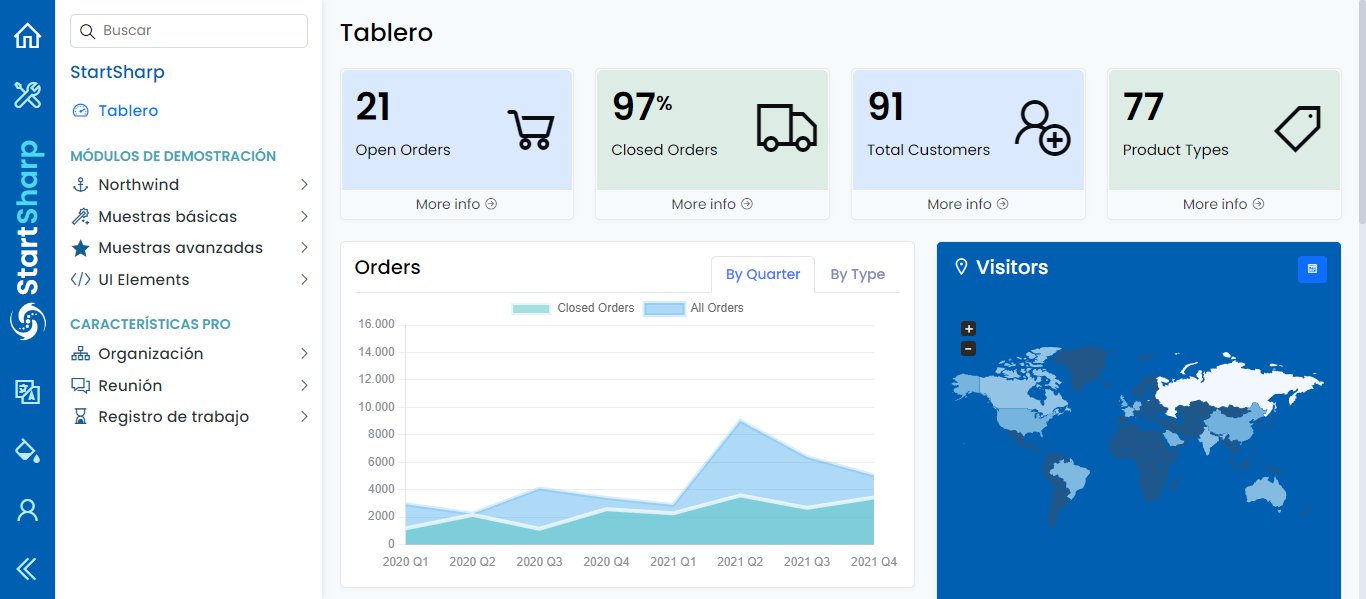 StartSharp
Buscar
StartSharp
Tablero
MÓDULOS DE DEMOSTRACIÓN
Northwind
Muestras básicas
Muestras avanzadas
UI Elements
CARACTERÍSTICAS PRO
Organización
Reunión
Registro de trabajo
Tablero
21
Open Orders
More info
97%
Closed Orders
More info
91
Total Customers
More info
77
Product Types
More info
Orders
By Quarter
By Type
Closed Orders
All Orders
16.000
14.000
12.000
10.000
8000
6000
4000
2000
0
2020 Q1
2020 Q2
2020 Q3
2020 Q4
2021 Q1
2021 Q2
2021 Q3
2021 Q4
Visitors
+
-